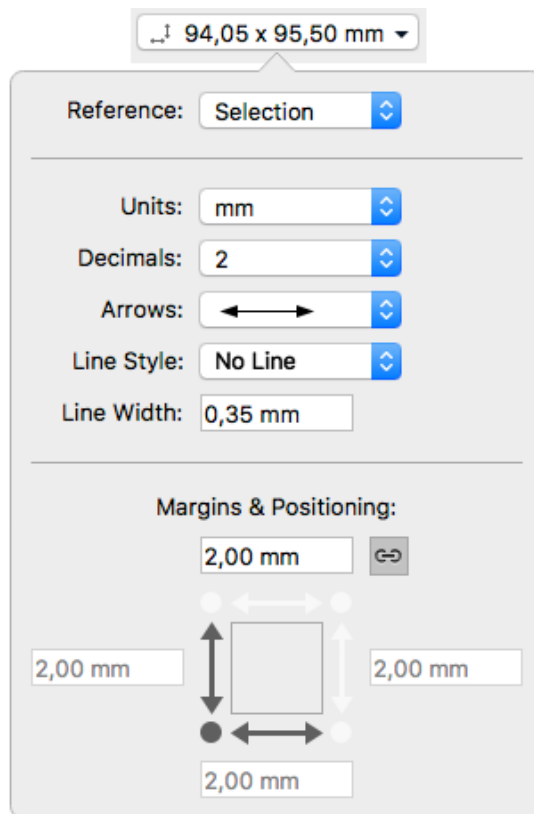 94,05 x 95,50 mm
Reference: Selection
Units: mm
Decimals: 2
Arrows:
Line Style: No Line
Line Width: 0,35 mm
Margins & Positioning:
2,00 mm
2,00 mm 2,00 mm
2,00 mm